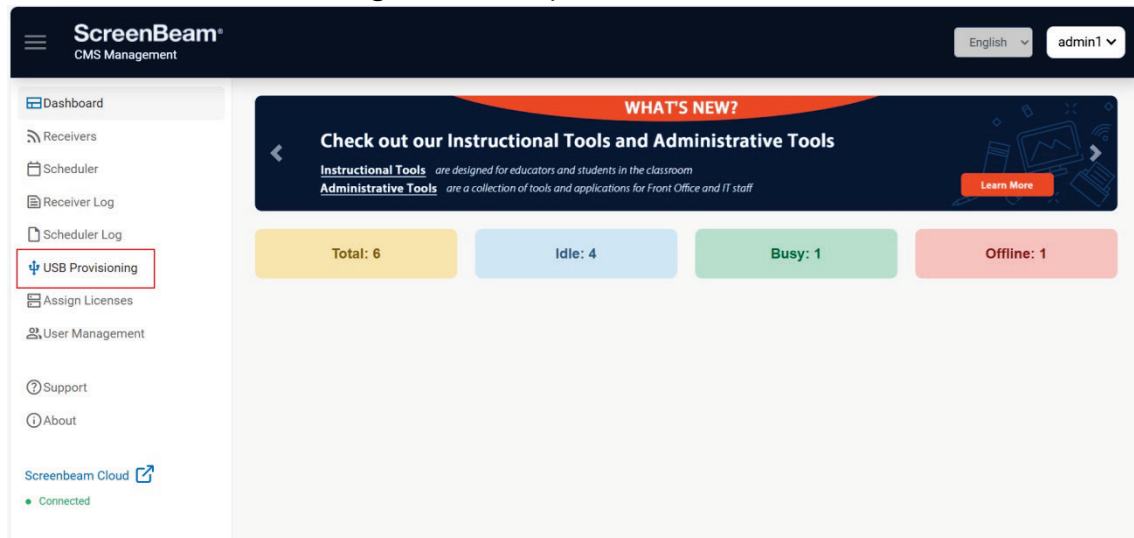 ScreenBeam®
CMS Management
English
admin1
Dashboard
Receivers
Scheduler
Receiver Log
Scheduler Log
USB Provisioning
Assign Licenses
User Management
Support
About
Screenbeam Cloud
Connected
WHAT'S NEW?
Check out our Instructional Tools and Administrative Tools
Instructional Tools are designed for educators and students in the classroom
Administrative Tools are a collection of tools and applications for Front Office and IT staff
Learn More
Total: 6
Idle: 4
Busy: 1
Offline: 1